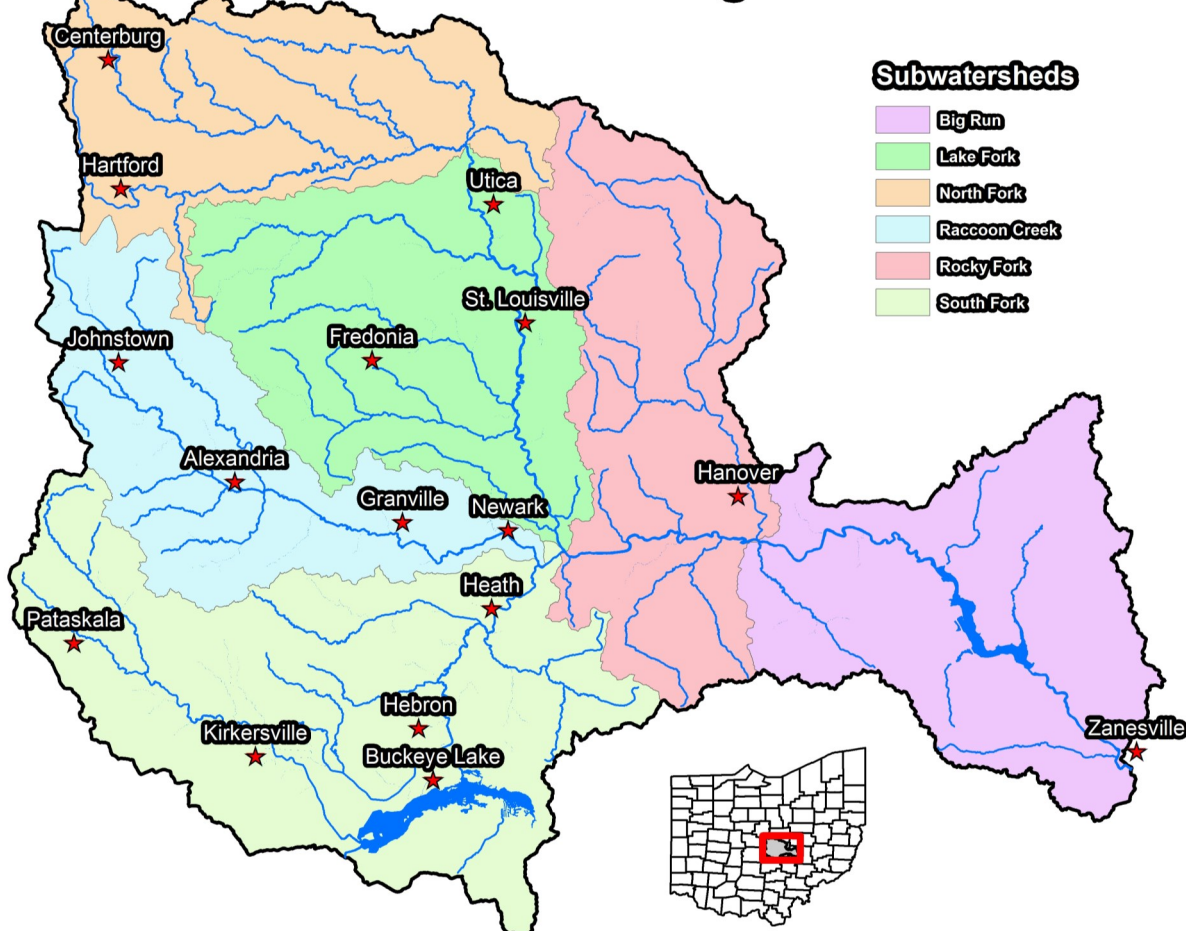 Centerburg
Subwatersheds
Big Run
Lake Fork
Hartford
Utica
North Fork
Raccoon Creek
Rocky Fork
St. Louisville
South Fork
Johnstown
Fredonia
Alexandria
Hanover
Granville
Newark
Heath
Pataskala
Hebron
Kirkersville
Zanesville
Buckeye Lake